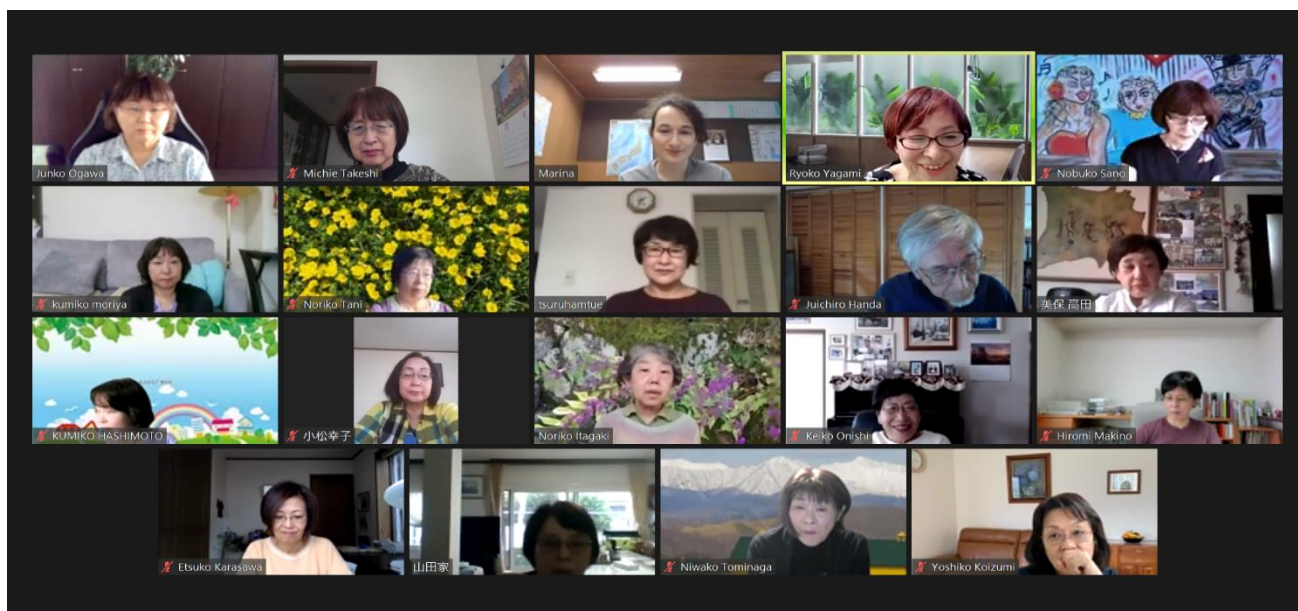 Junko Ogawa
Michie Takeshi
Marina
Ryoko Yagami
Nobuko Sano
kumiko moriya
Noriko Tani
tsuruhamtue
Juichiro Handa
美保 高田
KUMIKO HASHIMOTO
小松幸子
Noriko Itagaki
Keiko Onishi
Hiromi Makino
Etsuko Karasawa
山田家
Niwako Tominaga
Yoshiko Koizumi